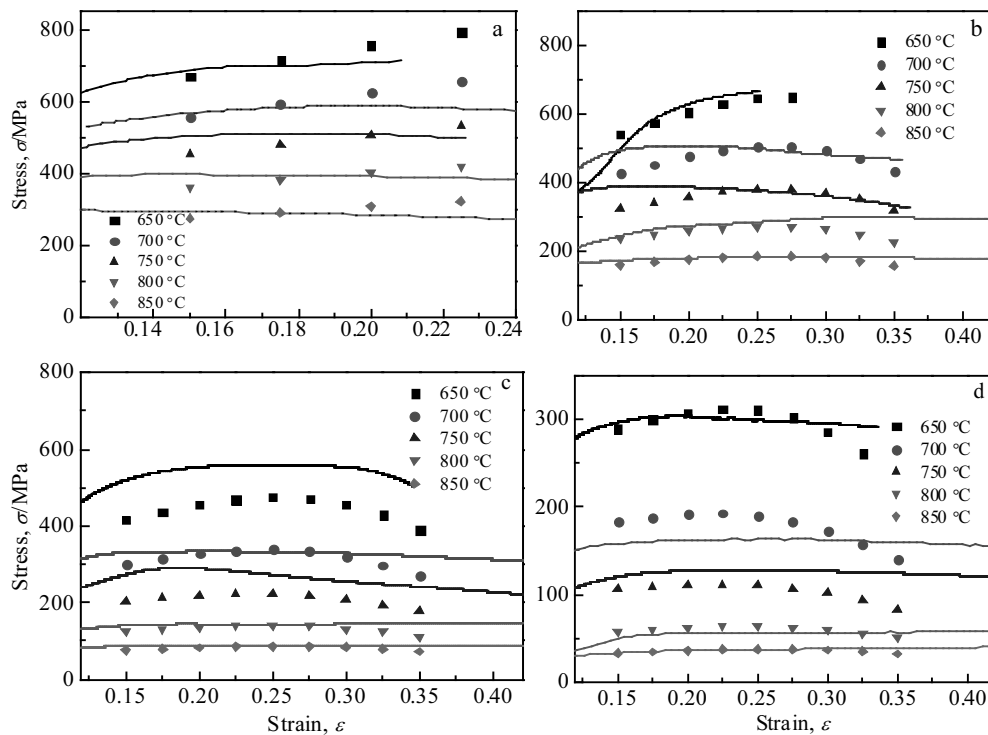 800
600
400
200
0
Stress, σ/MPa
a
650 °C
700 °C
750 °C
800 °C
850 °C
0.14 0.16 0.18 0.20 0.22 0.24
800
600
400
200
0
b
650 °C
700 °C
750 °C
800 °C
850 °C
0.15 0.20 0.25 0.30 0.35 0.40
800
600
400
200
0
Stress, σ/MPa
c
650 °C
700 °C
750 °C
800 °C
850 °C
0.15 0.20 0.25 0.30 0.35 0.40
Strain, ε
300
200
100
0
d
650 °C
700 °C
750 °C
800 °C
850 °C
0.15 0.20 0.25 0.30 0.35 0.40
Strain, ε